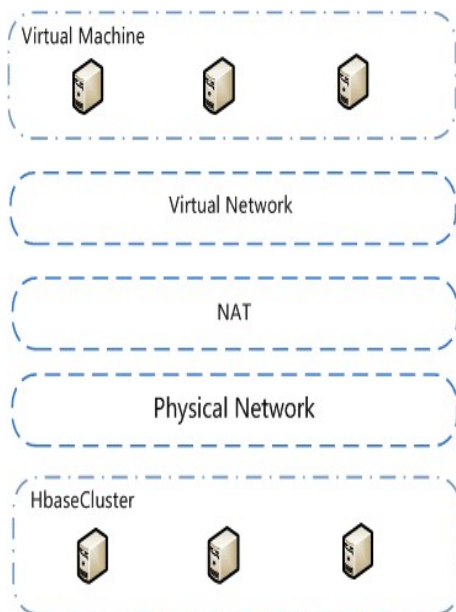 Virtual Machine
Virtual Network
NAT
Physical Network
HbaseCluster